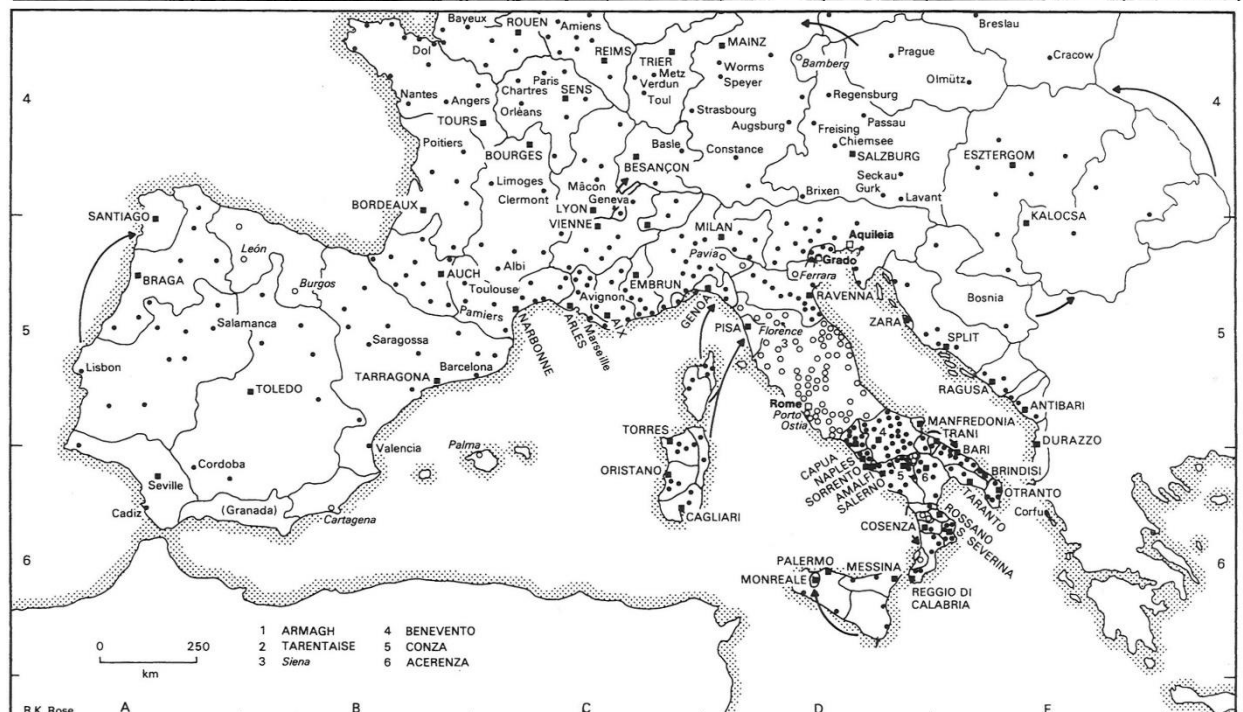 Bayeux
ROUEN
Amiens
Breslau
Dol
REIMS
TRIER
MAINZ
Prague
Cracow
Metz
Worms
Bamberg
Paris
Verdun
Speyer
Olmütz
4
Nantes
Angers
Chartres
SENS
Toul
Regensburg
4
Orléans
Strasbourg
TOURS
Augsburg
Freising
Passau
Poitiers
BOURGES
Basle
Constance
Chiemsee
SALZBURG
ESZTERGOM
BESANÇON
Limoges
Mâcon
Seckau
Clermont
Geneva
Gurk
Brixen
Lavant
SANTIAGO
BORDEAUX
LYON
VIENNE
MILAN
KALOCSA
León
Aquileia
Pavia
Grado
BRAGA
Burgos
AUCH
Albi
EMBRUN
Ferrara
Toulouse
Avignon
RAVENNA
Bosnia
Pamiers
GENOA
ZARA
5
Salamanca
NARBONNE
ARLES
Marseille
AIX
PISA
Florence
3
SPLIT
5
Saragossa
Lisbon
TARRAGONA
Barcelona
TOLEDO
RAGUSA
Rome
ANTIBARI
Porto
Ostia
MANFREDONIA
TORRES
4
TRANI
DURAZZO
Valencia
Palma
BARI
Cordoba
ORISTANO
CAPUA
NAPLES
SORRENTO
AMALFI
SALERNO
5
6
BRINDISI
Seville
OTRANTO
TARANTO
Cadiz
(Granada)
Cartagena
CAGLIARI
Corfu
COSENZA
ROSSANO
S. SEVERINA
6
PALERMO
MESSINA
6
MONREALE
REGGIO DI
CALABRIA
1 ARMAGH
2 TARENTAISE
3 Siena
4 BENEVENTO
5 CONZA
6 ACERENZA
0 250
km
R.K. Rose
A B C D E